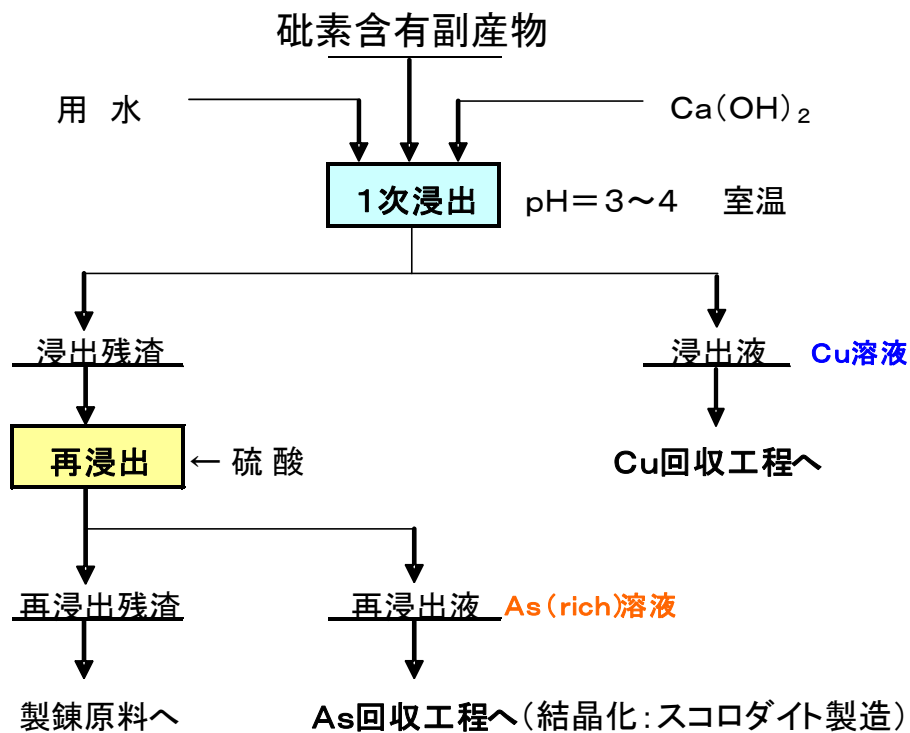 砒素含有副産物
用 水
Ca(OH)₂
1次浸出
pH=3~4 室温
浸出残渣
浸出液
Cu溶液
再浸出
←硫酸
Cu回収工程へ
再浸出残渣
再浸出液
As(rich)溶液
製錬原料へ
As回収工程へ(結晶化:スコロダイト製造)